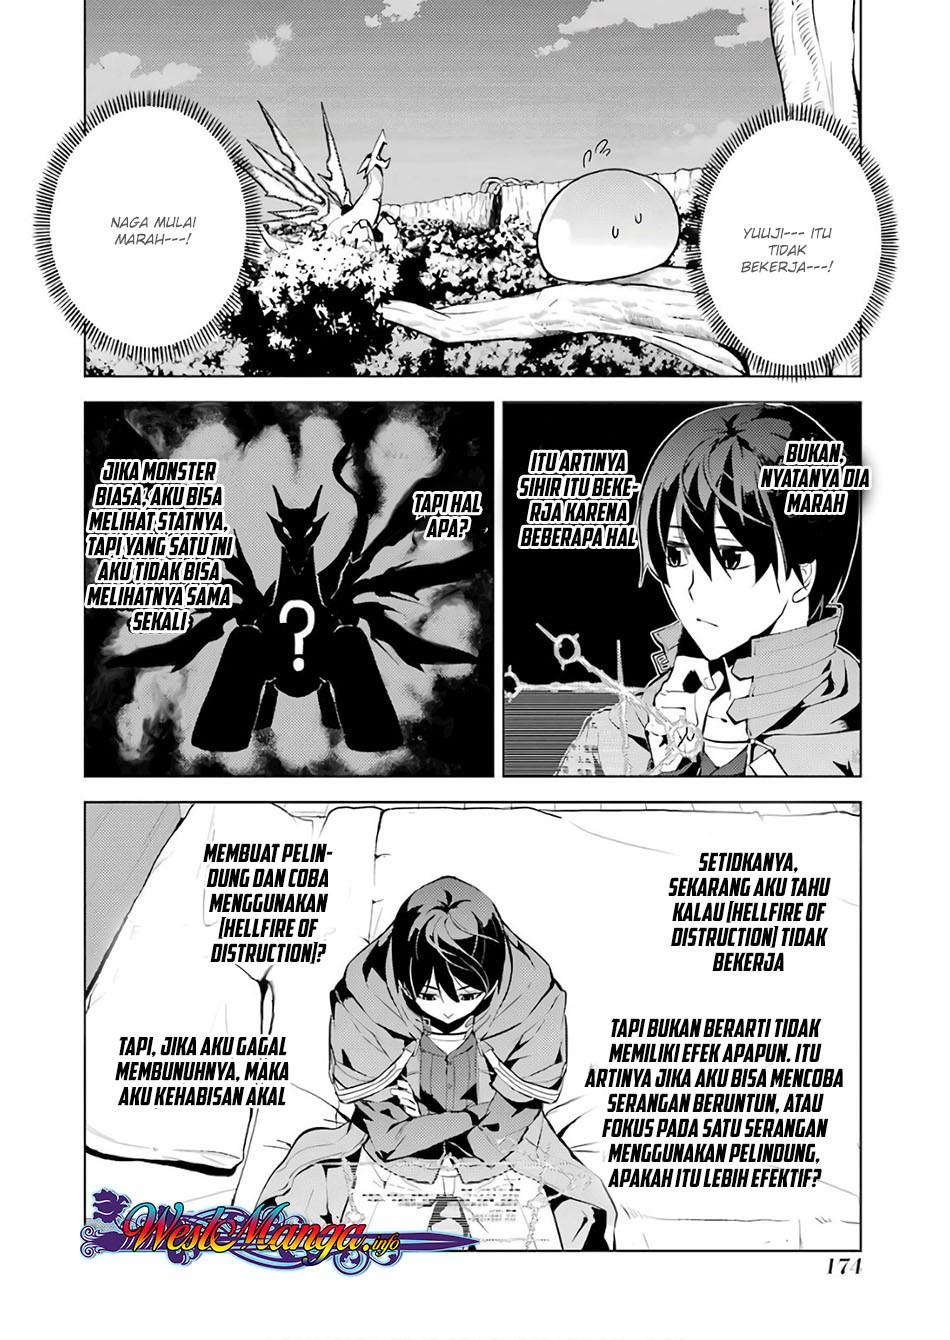 YUUJI--- ITU
TIDAK
BEKERJA---!
NAGA MULAI
MARAH---!
BUKAN,
NYATANYA DIA
MARAH
ITU ARTINYA
SIHIR ITU BEKE-
RJA KARENA
BEBERAPA HAL
TAPI HAL
APA?
JIKA MONSTER
BIASA, AKU BISA
MELIHAT STATNYA,
TAPI YANG SATU INI
AKU TIDAK BISA
MELIHATNYA SAMA
SEKALI
?
SETIDKANYA,
SEKARANG AKU TAHU
KALAU [HELLFIRE OF
DISTRUCTION] TIDAK
BEKERJA
TAPI BUKAN BERARTI TIDAK
MEMILIKI EFEK APAPUN. ITU
ARTINYA JIKA AKU BISA MENCOBA
SERANGAN BERUNTUN, ATAU
FOKUS PADA SATU SERANGAN
MENGGUNAKAN PELINDUNG,
APAKAH ITU LEBIH EFEKTIF?
MEMBUAT PELIN-
DUNG DAN COBA
MENGGUNAKAN
[HELLFIRE OF
DISTRUCTION]?
TAPI, JIKA AKU GAGAL
MEMBUNUHNYA, MAKA
AKU KEHABISAN AKAL
WestManga.info
174